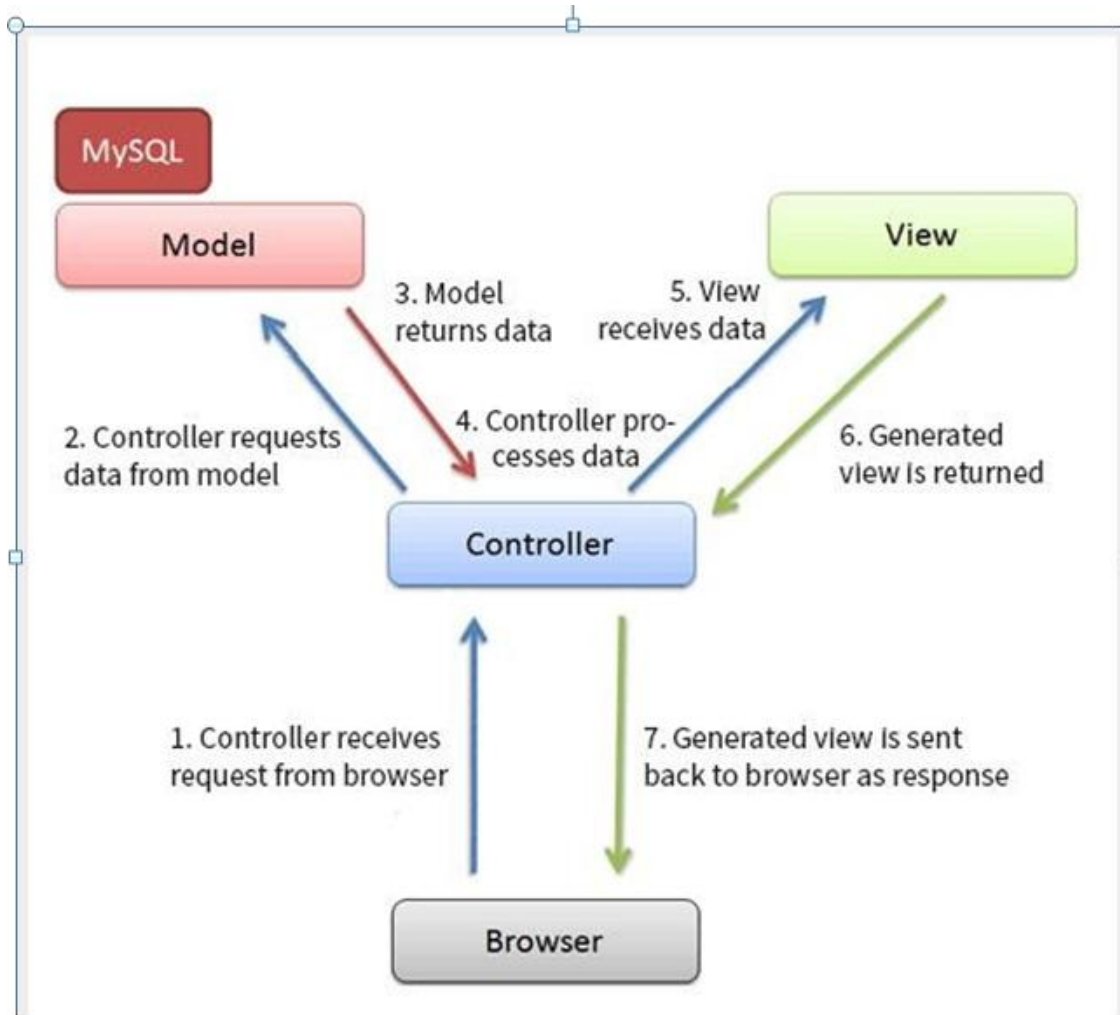 MySQL
Model
View
3. Model
returns data
5. View
receives data
2. Controller requests
data from model
4. Controller pro-
cesses data
6. Generated
view is returned
Controller
1. Controller receives
request from browser
7. Generated view is sent
back to browser as response
Browser